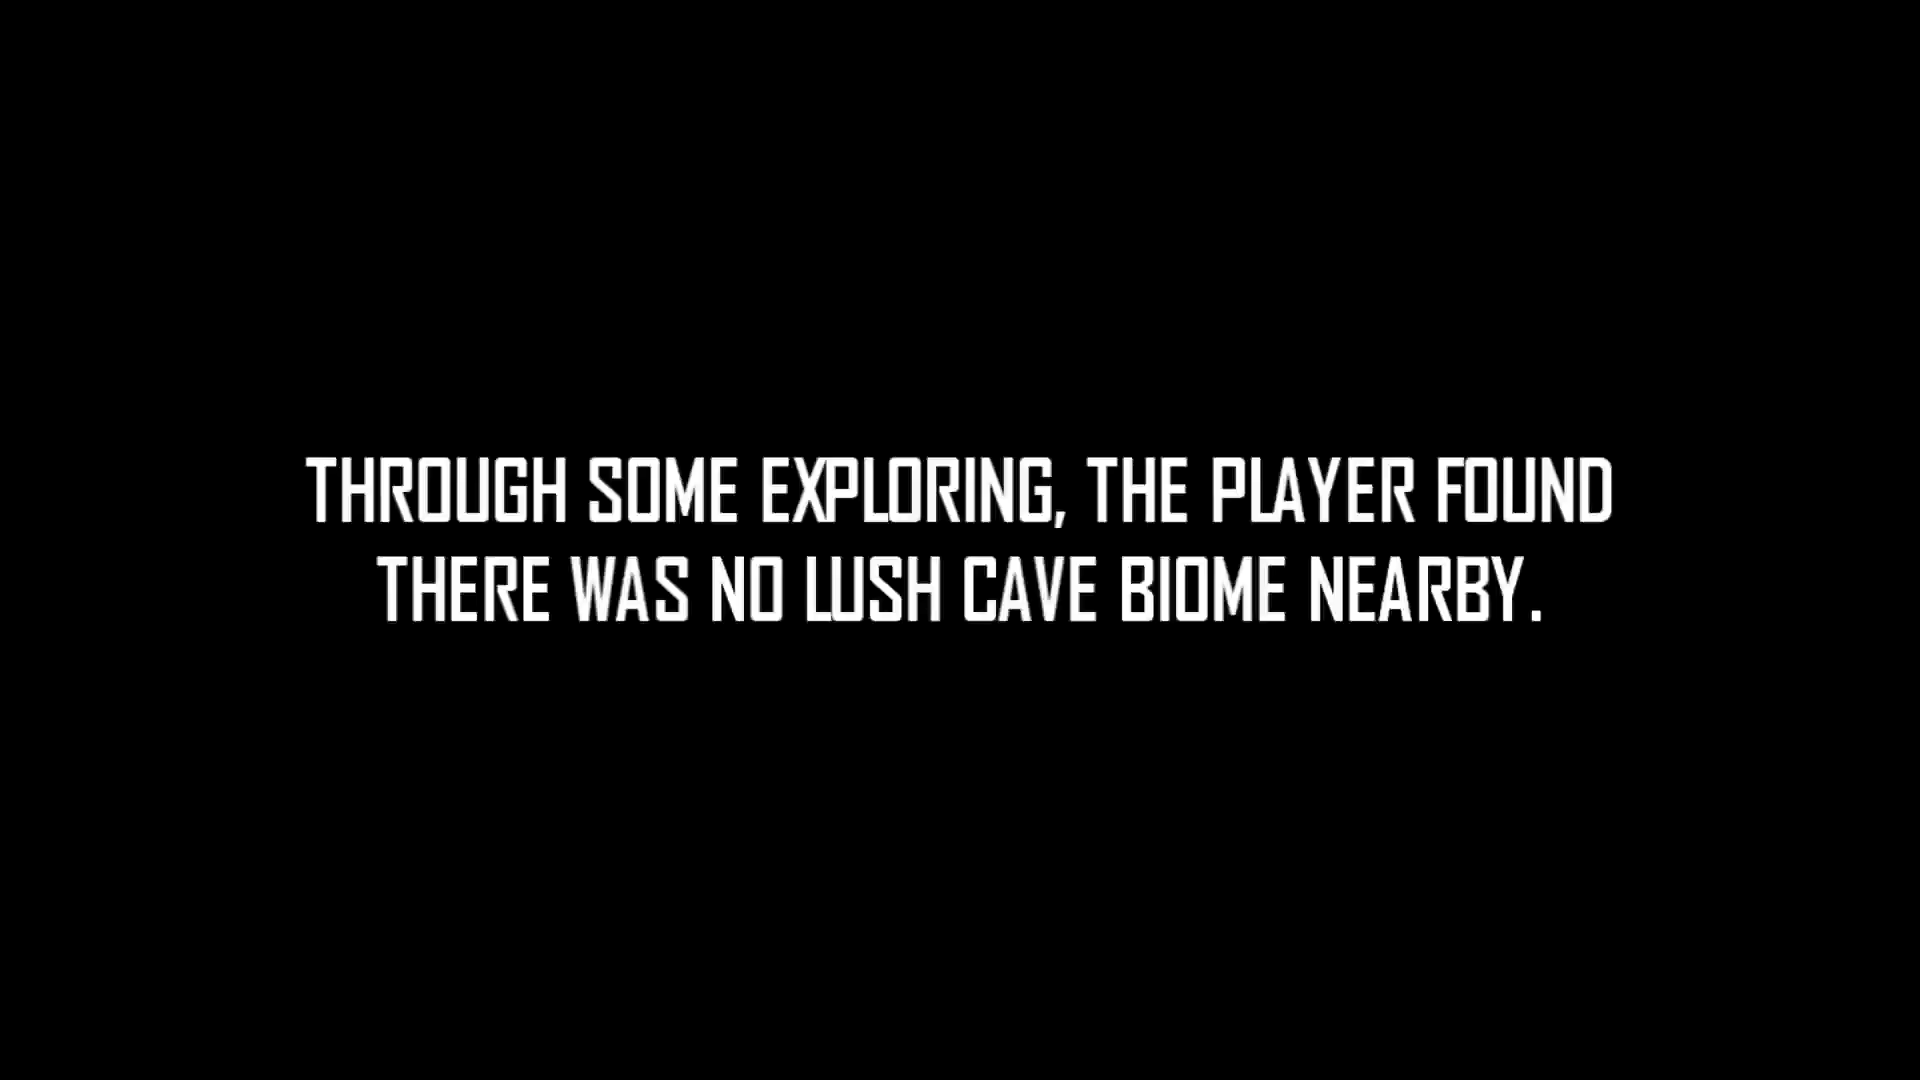 THROUGH SOME EXPLORING, THE PLAYER FOUND
THERE WAS NO LUSH CAVE BIOME NEARBY.